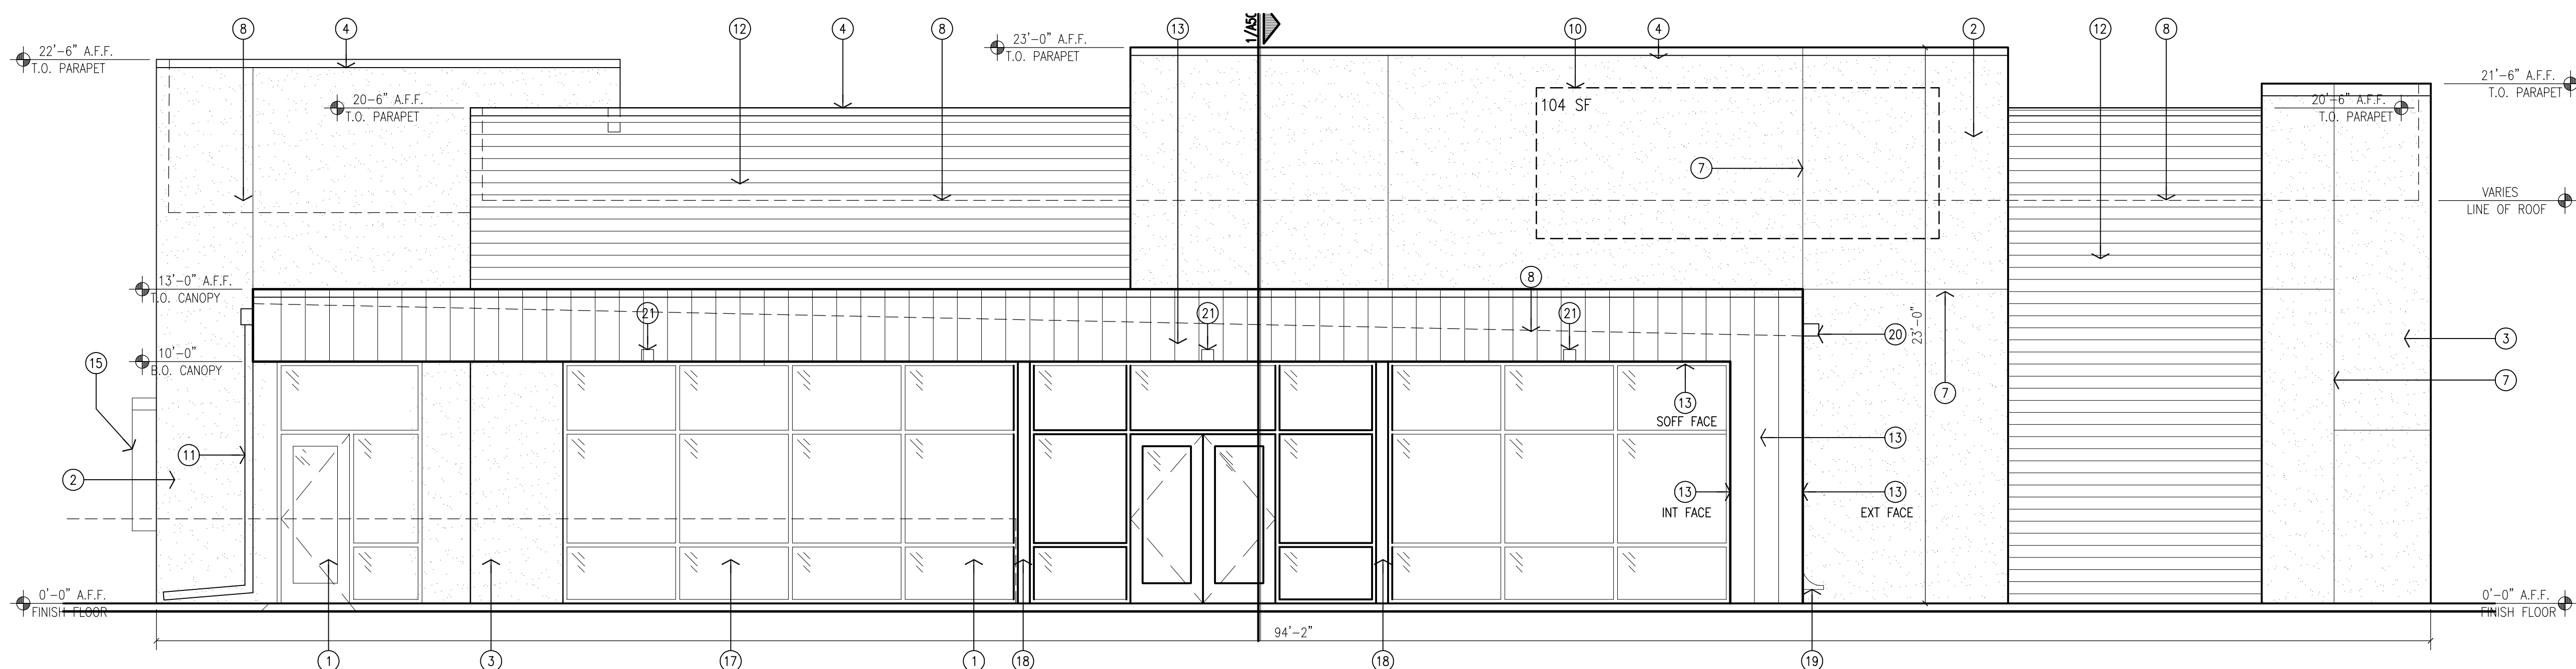 8
4
12
4
8
13
1/A50
10
4
2
12
8
22'-6" A.F.F.
T.O. PARAPET
23'-0" A.F.F.
T.O. PARAPET
21'-6" A.F.F.
T.O. PARAPET
20-6" A.F.F.
T.O. PARAPET
104 SF
20'-6" A.F.F.
T.O. PARAPET
7
VARIES
LINE OF ROOF
13'-0" A.F.F.
T.O. CANOPY
8
21
21
21
20
23'-0"
3
10'-0"
B.O. CANOPY
15
7
7
13
SOFF FACE
13
11
2
13
INT FACE
13
EXT FACE
0'-0" A.F.F.
FINISH FLOOR
0'-0" A.F.F.
FINISH FLOOR
94'-2"
1
3
17
1
18
18
19